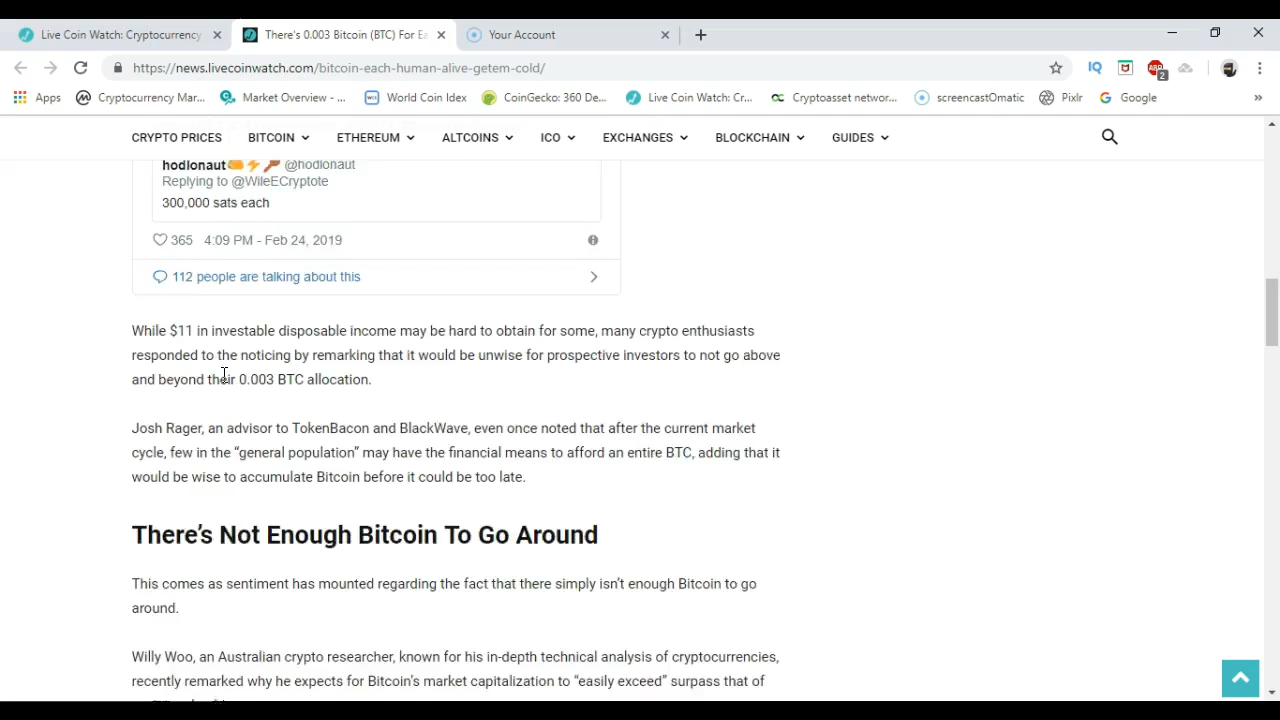 Live Coin Watch: Cryptocurrency
There's 0.003 Bitcoin (BTC) For Ea
Your Account
https://news.livecoinwatch.com/bitcoin-each-human-alive-getem-cold/
IQ
ABP
2
Apps
Cryptocurrency Mar...
Market Overview - ...
World Coin Idex
CoinGecko: 360 De...
Live Coin Watch: Cr...
Cryptoasset networ...
screencastOmatic
Pixlr
Google
»
CRYPTO PRICES
BITCOIN
ETHEREUM
ALTCOINS
ICO
EXCHANGES
BLOCKCHAIN
GUIDES
hodlonaut @hodlonaut
Replying to @WileECryptote
300,000 sats each
365 4:09 PM - Feb 24, 2019
112 people are talking about this
While $11 in investable disposable income may be hard to obtain for some, many crypto enthusiasts
responded to the noticing by remarking that it would be unwise for prospective investors to not go above
and beyond their 0.003 BTC allocation.
Josh Rager, an advisor to TokenBacon and BlackWave, even once noted that after the current market
cycle, few in the “general population” may have the financial means to afford an entire BTC, adding that it
would be wise to accumulate Bitcoin before it could be too late.
There’s Not Enough Bitcoin To Go Around
This comes as sentiment has mounted regarding the fact that there simply isn’t enough Bitcoin to go
around.
Willy Woo, an Australian crypto researcher, known for his in-depth technical analysis of cryptocurrencies,
recently remarked why he expects for Bitcoin’s market capitalization to “easily exceed” surpass that of